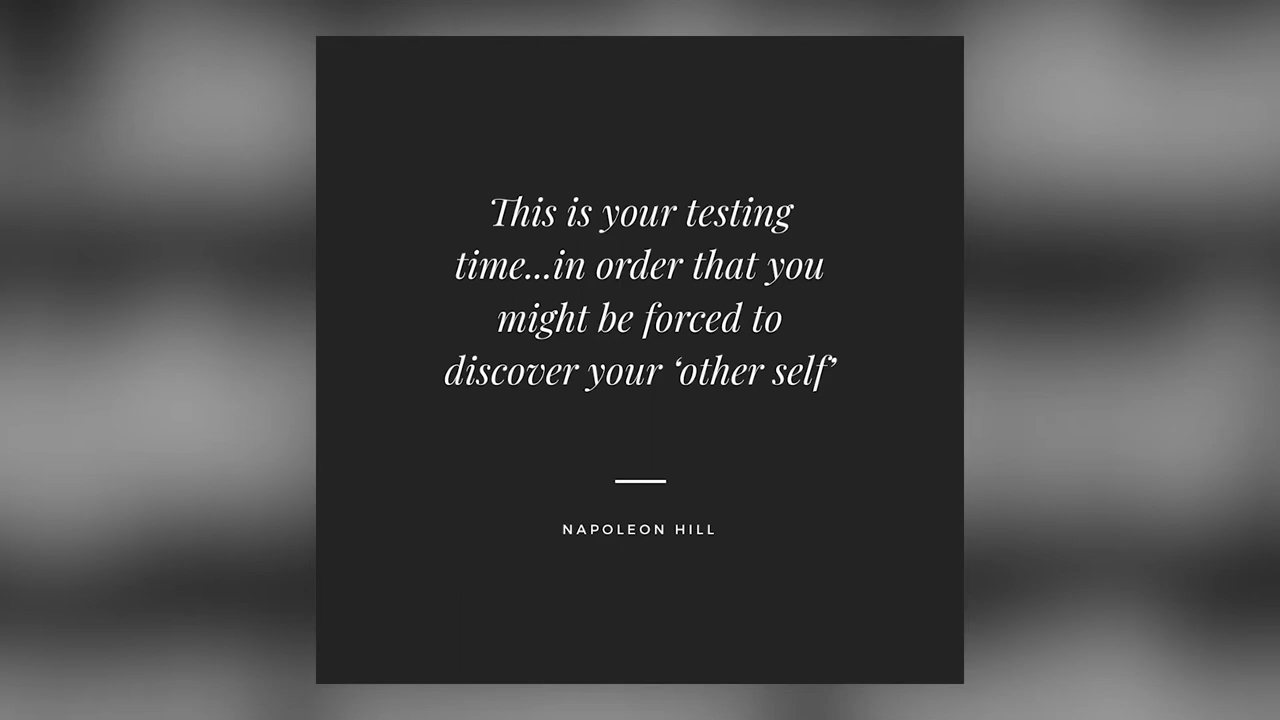 This is your testing
time...in order that you
might be forced to
discover your ‘other self’
NAPOLEON HILL